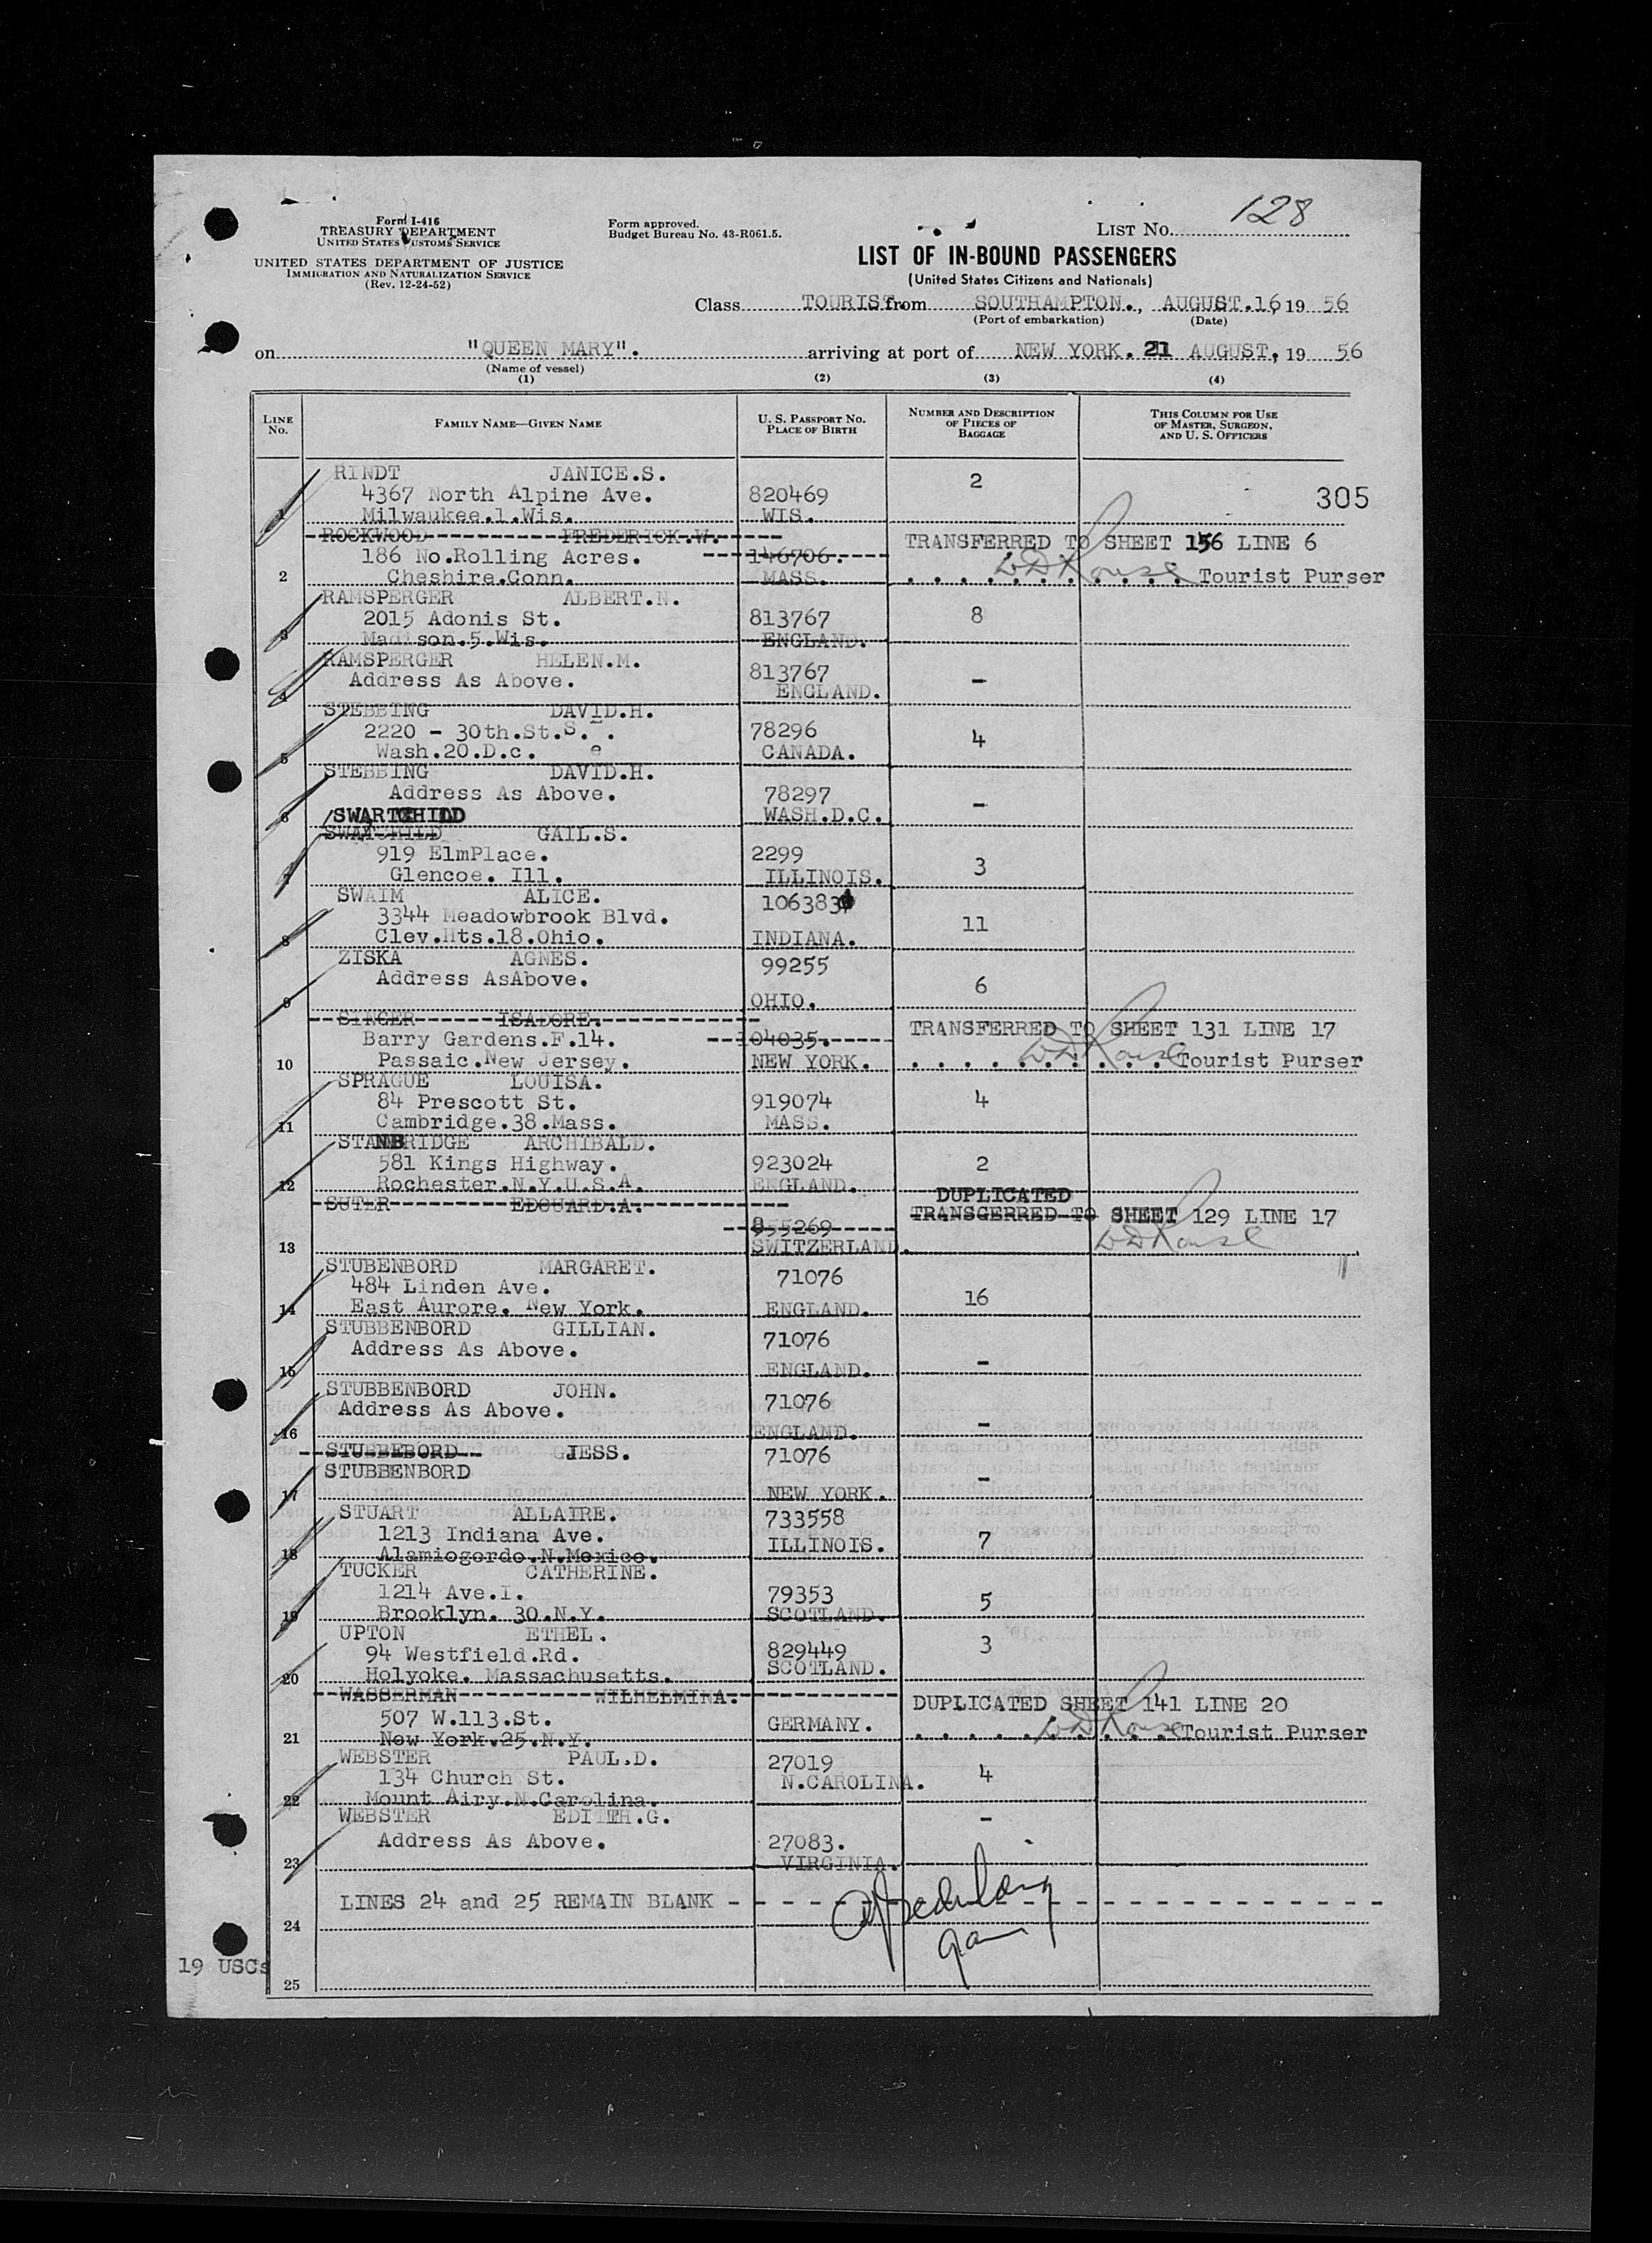 128
Form I-416
TREASURY DEPARTMENT
UNITED STATES CUSTOMS SERVICE
Form approved.
Budget Bureau No. 43-R061.5.
LIST NO.
UNITED STATES DEPARTMENT OF JUSTICE
IMMIGRATION AND NATURALIZATION SERVICE
(Rev. 12-24-52)
LIST OF IN-BOUND PASSENGERS
(United States Citizens and Nationals)
Class TOURIST from SOUTHAMPTON., AUGUST.16, 19 56
(Port of embarkation) (Date)
on "QUEEN MARY". arriving at port of NEW YORK. 21 AUGUST, 19 56
(Name of vessel)
(1) (2) (3) (4)
LINE NO. FAMILY NAME—GIVEN NAME U. S. PASSPORT NO. PLACE OF BIRTH NUMBER AND DESCRIPTION OF PIECES OF BAGGAGE THIS COLUMN FOR USE OF MASTER, SURGEON, AND U. S. OFFICERS
RINDT JANICE.S. 2
4367 North Alpine Ave. 820469 305
1 Milwaukee.1.Wis. WIS.
ROCKWOOD FREDERICK.W. TRANSFERRED TO SHEET 156 LINE 6
186 No.Rolling Acres. 146706.
2 Cheshire.Conn. MASS. Tourist Purser
RAMSPERGER ALBERT.N.
2015 Adonis St. 813767 8
3 Madison.5.Wis. ENGLAND.
RAMSPERGER HELEN.M. 813767
Address As Above. -
4 ENGLAND.
STEBBING DAVID.H.
2220 - 30th.St.S.e. 78296 4
5 Wash.20.D.c. CANADA.
STEBBING DAVID.H.
Address As Above. 78297 -
6 WASH.D.C.
SWARTCHILD
SWATCHILD GAIL.S.
919 ElmPlace. 2299 3
7 Glencoe. Ill. ILLINOIS.
SWAIM ALICE. 106383
3344 Meadowbrook Blvd. 11
8 Clev.Hts.18.Ohio. INDIANA.
ZISKA AGNES. 99255
Address AsAbove. 6
9 OHIO.
SINGER ISADORE. TRANSFERRED TO SHEET 131 LINE 17
Barry Gardens.F.14. 104035.
10 Passaic.New Jersey. NEW YORK. Tourist Purser
SPRAGUE LOUISA.
84 Prescott St. 919074 4
11 Cambridge.38.Mass. MASS.
STANBRIDGE ARCHIBALD.
581 Kings Highway. 923024 2
12 Rochester.N.Y.U.S.A. ENGLAND.
DUPLICATED
SUTER EDOUARD.A. TRANSGERRED TO SHEET 129 LINE 17
855269
13 SWITZERLAND.
STUBENBORD MARGARET. 71076
484 Linden Ave. 16
14 East Aurore. New York. ENGLAND.
STUBBENBORD GILLIAN. 71076
Address As Above. -
15 ENGLAND.
STUBBENBORD JOHN. 71076
Address As Above. -
16 ENGLAND.
STUBBEBORD JESS. 71076
STUBBENBORD -
17 NEW YORK.
STUART ALLAIRE. 733558
1213 Indiana Ave. ILLINOIS. 7
18 Alamiogordo.N.Mexico.
TUCKER CATHERINE.
1214 Ave.I. 79353 5
19 Brooklyn. 30.N.Y. SCOTLAND.
UPTON ETHEL. 3
94 Westfield.Rd. 829449
20 Holyoke. Massachusetts. SCOTLAND.
WASSERMAN WILHELMINA. DUPLICATED SHEET 141 LINE 20
507 W.113.St. GERMANY.
21 New York.25.N.Y. Tourist Purser
WEBSTER PAUL.D. 27019
134 Church St. N.CAROLINA. 4
22 Mount Airy.N.Carolina.
WEBSTER EDITH.G. -
Address As Above. 27083.
23 VIRGINIA.
LINES 24 and 25 REMAIN BLANK
24
19 USCs
25